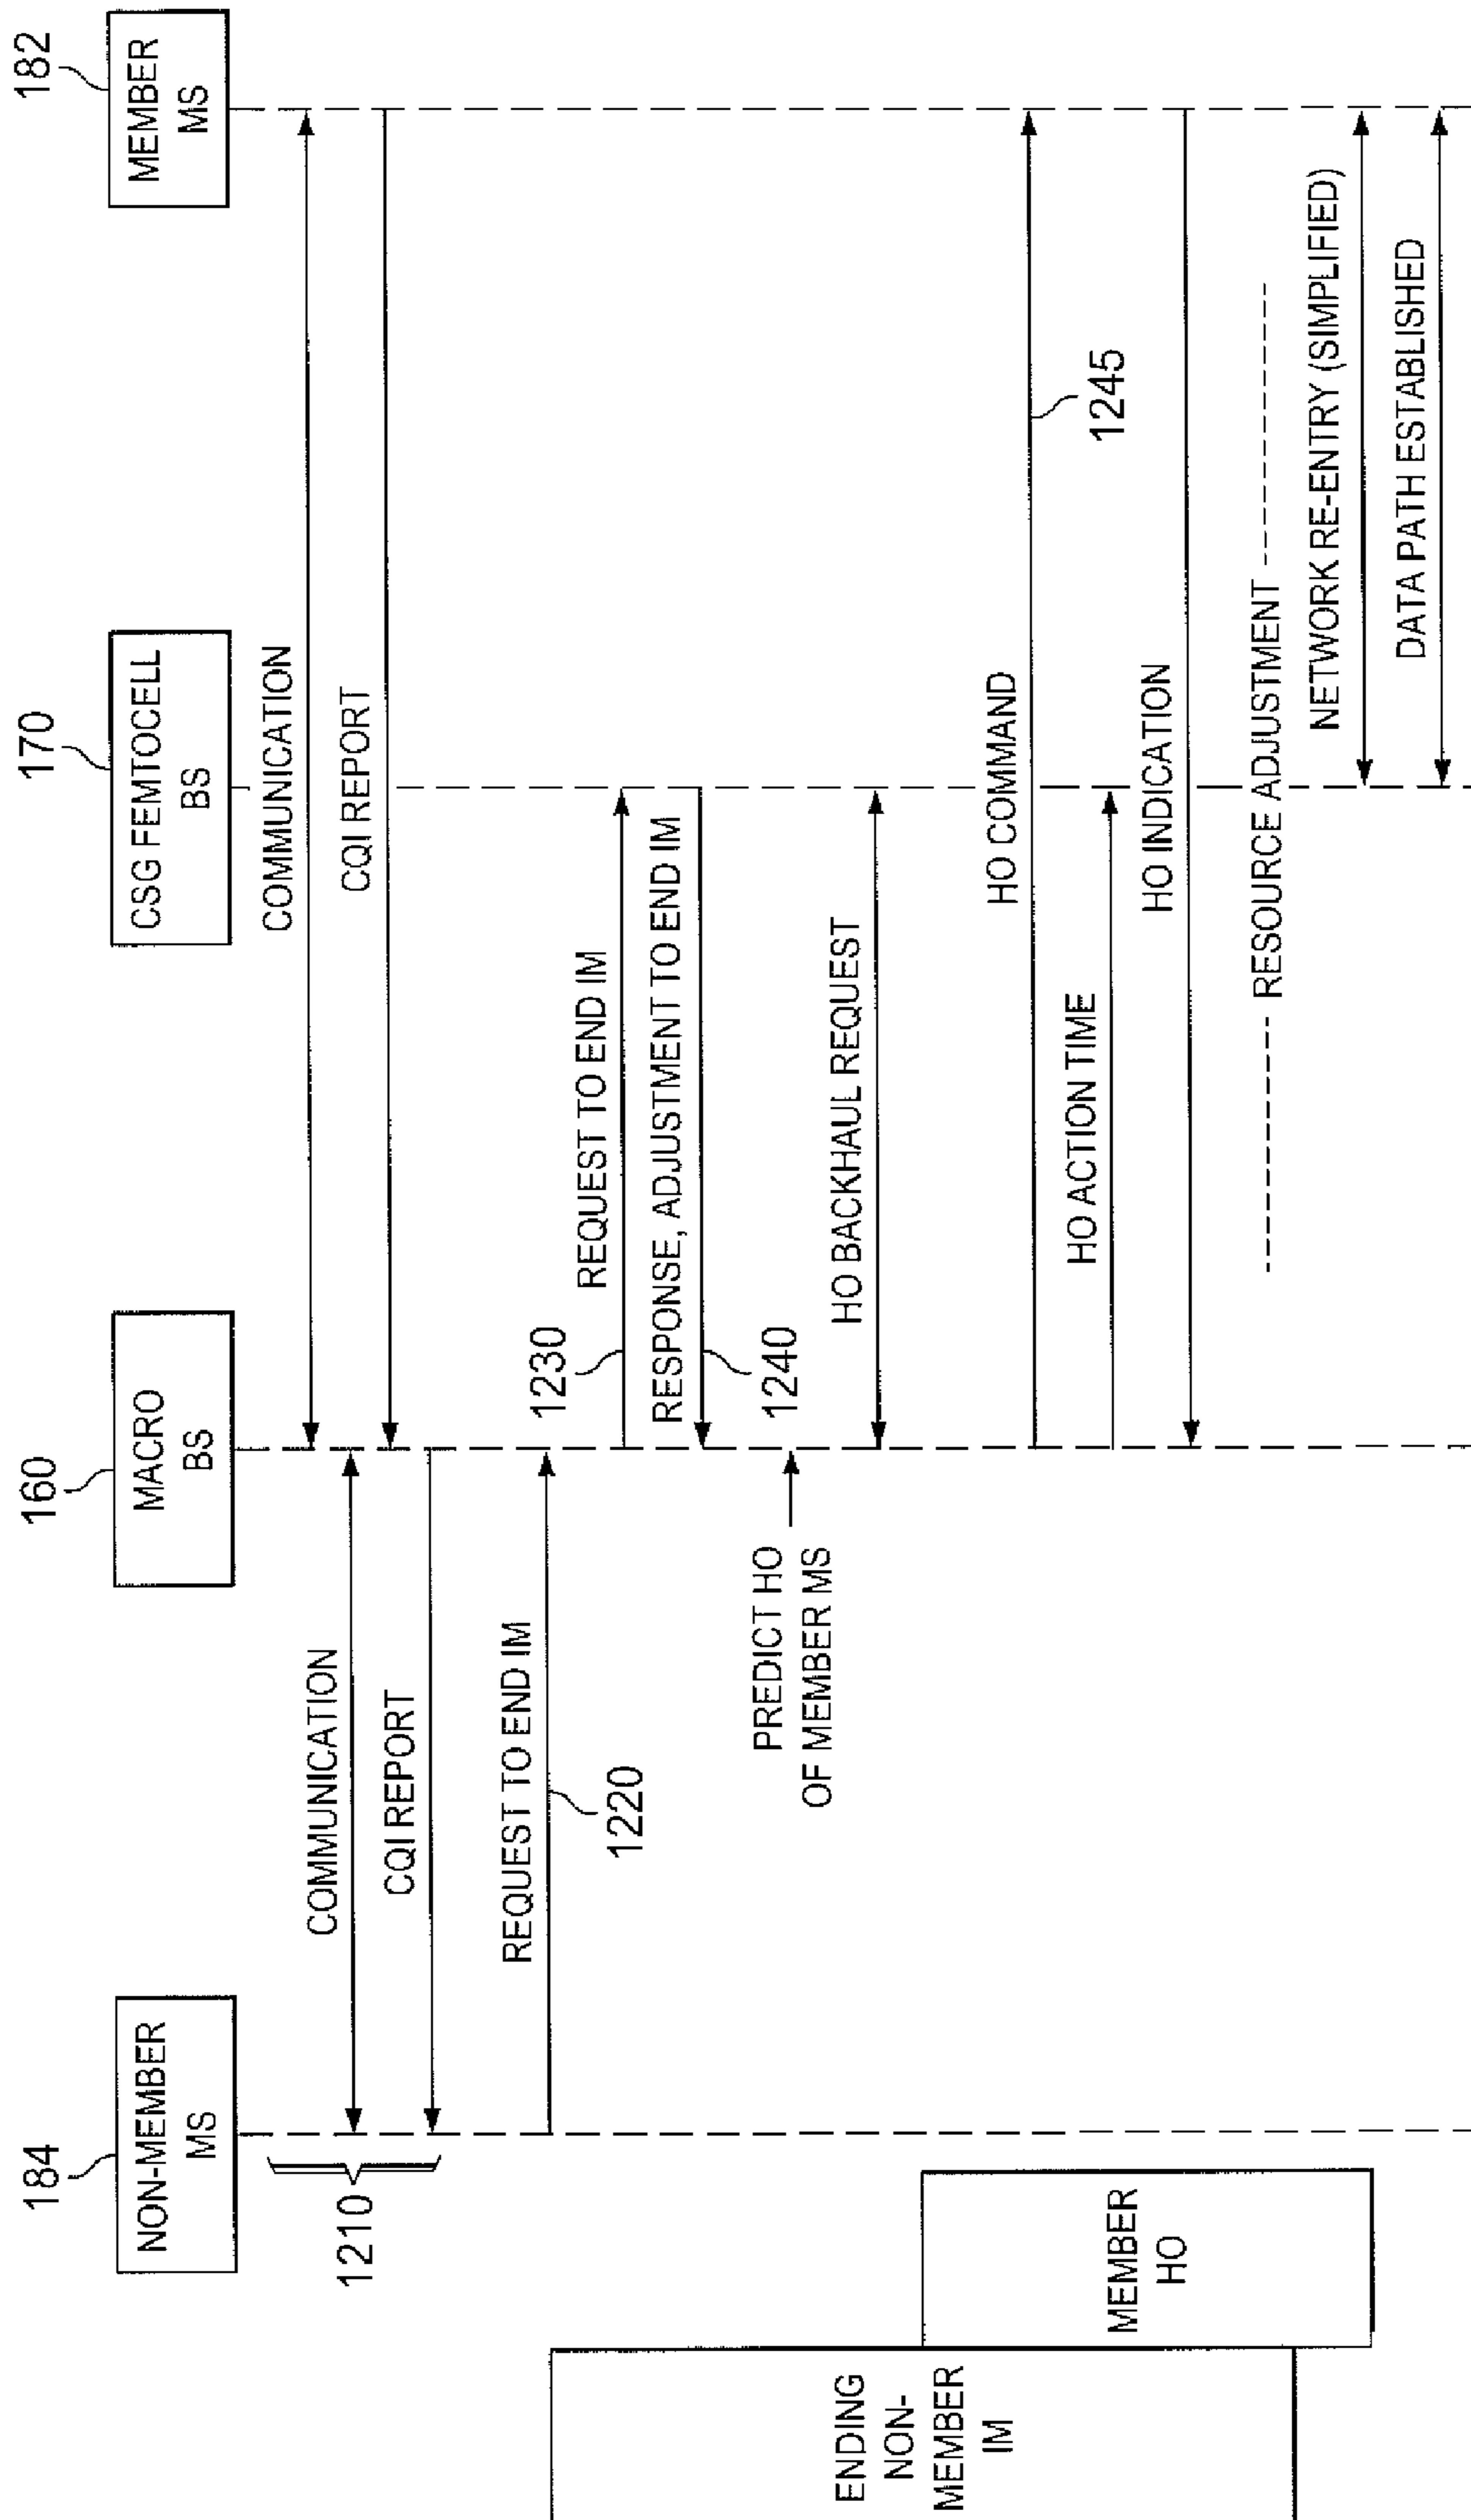 184
NON-MEMBER
MS
160
MACRO
BS
170
CSG FEMTOCELL
BS
182
MEMBER
MS
COMMUNICATION
CQI REPORT
1210
COMMUNICATION
CQI REPORT
REQUEST TO END IM
1220
1230
REQUEST TO END IM
RESPONSE, ADJUSTMENT TO END IM
1240
PREDICT HO
OF MEMBER MS
HO BACKHAUL REQUEST
HO COMMAND
1245
HO ACTION TIME
HO INDICATION
RESOURCE ADJUSTMENT
NETWORK RE-ENTRY (SIMPLIFIED)
DATA PATH ESTABLISHED
ENDING
NON-
MEMBER
IM
MEMBER
HO